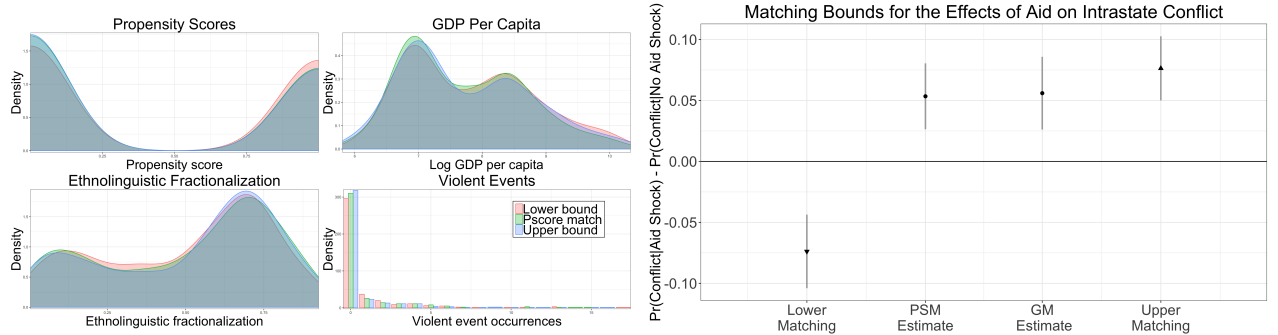 Propensity Scores
Density
Propensity score
GDP Per Capita
Density
Log GDP per capita
Ethnolinguistic Fractionalization
Density
Ethnolinguistic fractionalization
Violent Events
Density
Lower bound
Pscore match
Upper bound
Violent event occurrences
Matching Bounds for the Effects of Aid on Intrastate Conflict
Pr(Conflict|Aid Shock) - Pr(Conflict|No Aid Shock)
0.10
0.05
0.00
-0.05
-0.10
Lower
Matching
PSM
Estimate
GM
Estimate
Upper
Matching